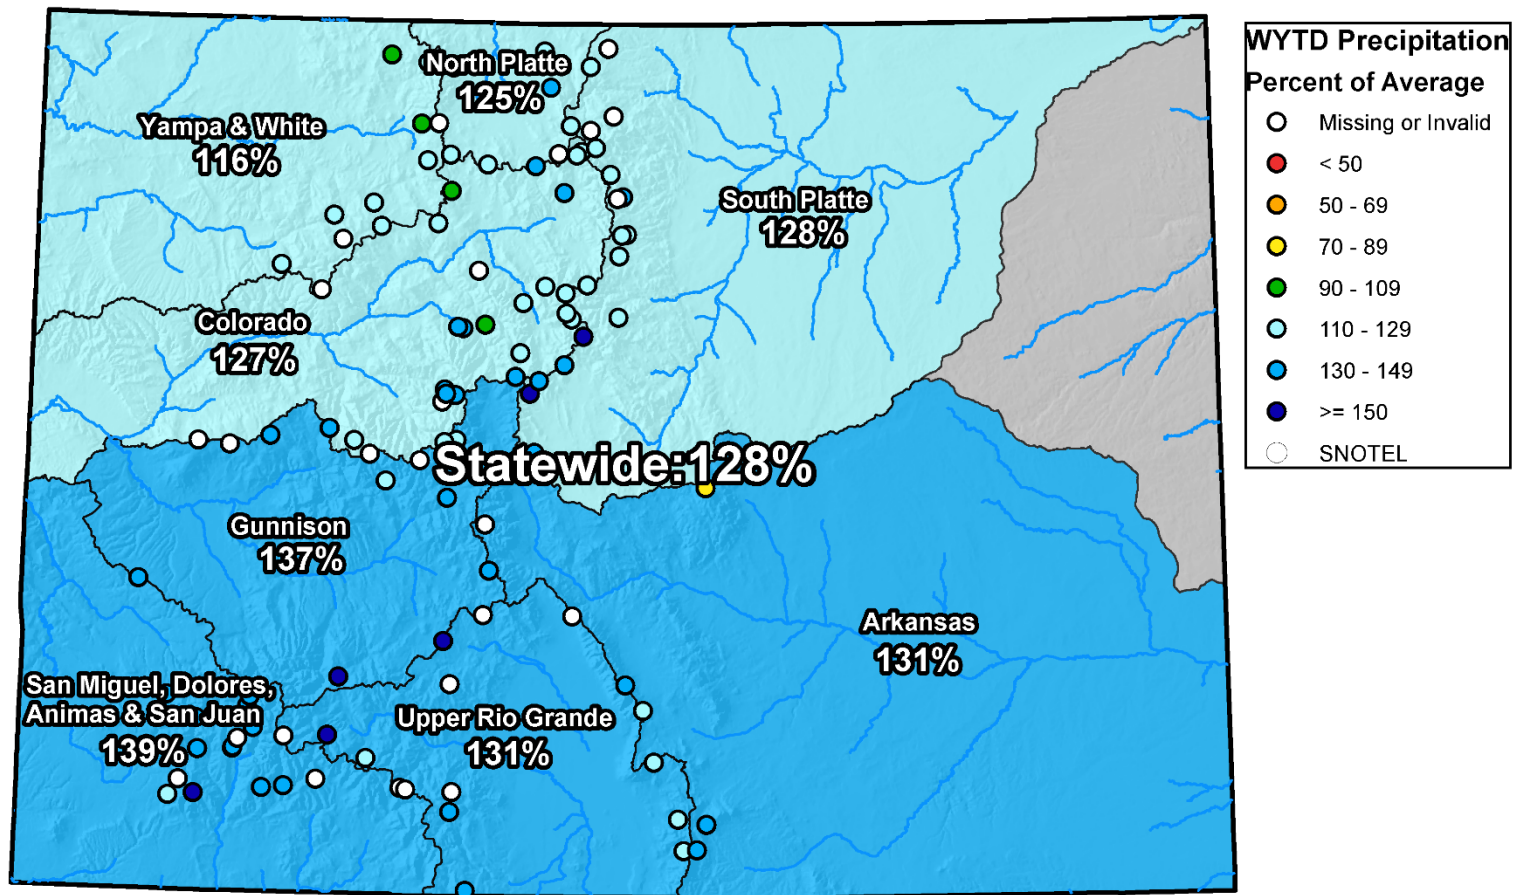 North Platte
125%
Yampa & White
116%
South Platte
128%
Colorado
127%
Statewide:128%
Gunnison
137%
Arkansas
131%
San Miguel, Dolores,
Animas & San Juan
139%
Upper Rio Grande
131%
WYTD Precipitation
Percent of Average
Missing or Invalid
< 50
50 - 69
70 - 89
90 - 109
110 - 129
130 - 149
>= 150
SNOTEL